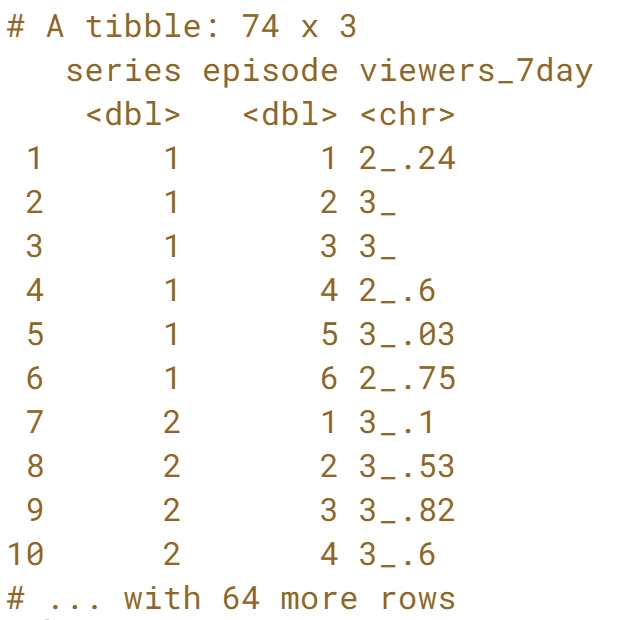 # A tibble: 74 x 3
series episode viewers_7day
<dbl> <dbl> <chr>
1 1 1 2_.24
2 1 2 3_
3 1 3 3_
4 1 4 2_.6
5 1 5 3_.03
6 1 6 2_.75
7 2 1 3_.1
8 2 2 3_.53
9 2 3 3_.82
10 2 4 3_.6
# ... with 64 more rows